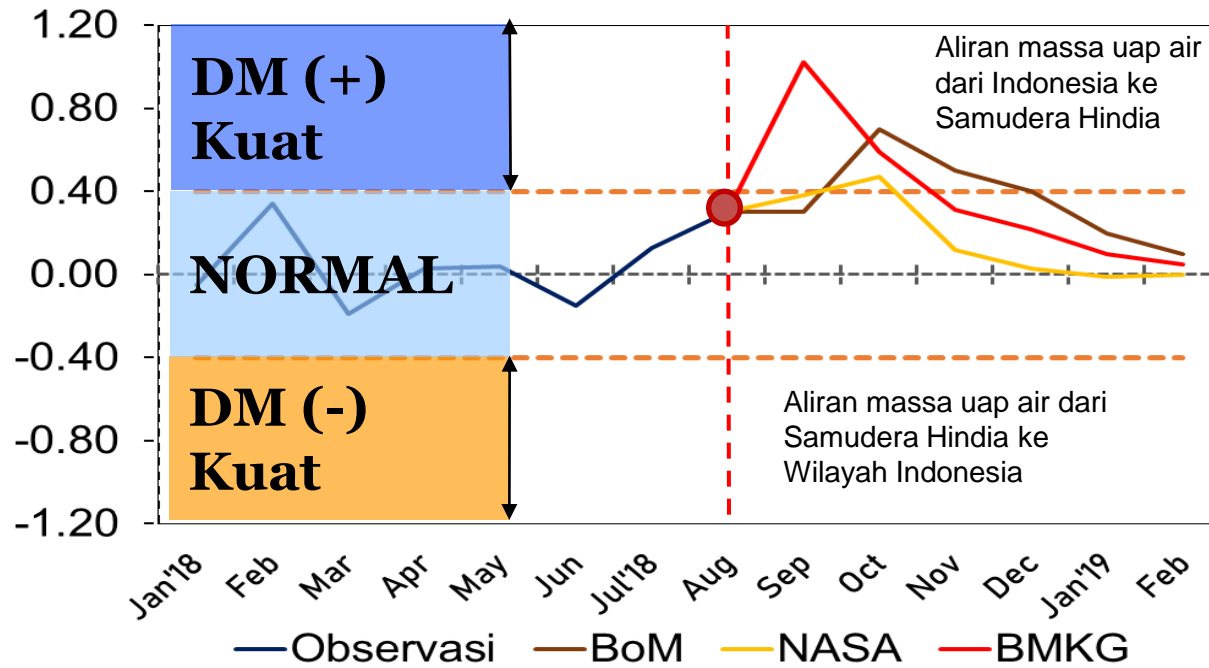 1.20
0.80
0.40
0.00
-0.40
-0.80
-1.20
DM (+)
Kuat
NORMAL
DM (-)
Kuat
Aliran massa uap air
dari Indonesia ke
Samudera Hindia
Aliran massa uap air dari
Samudera Hindia ke
Wilayah Indonesia
Jan'18 Feb Mar Apr May Jun Jul'18 Aug Sep Oct Nov Dec Jan'19 Feb
Observasi BoM NASA BMKG